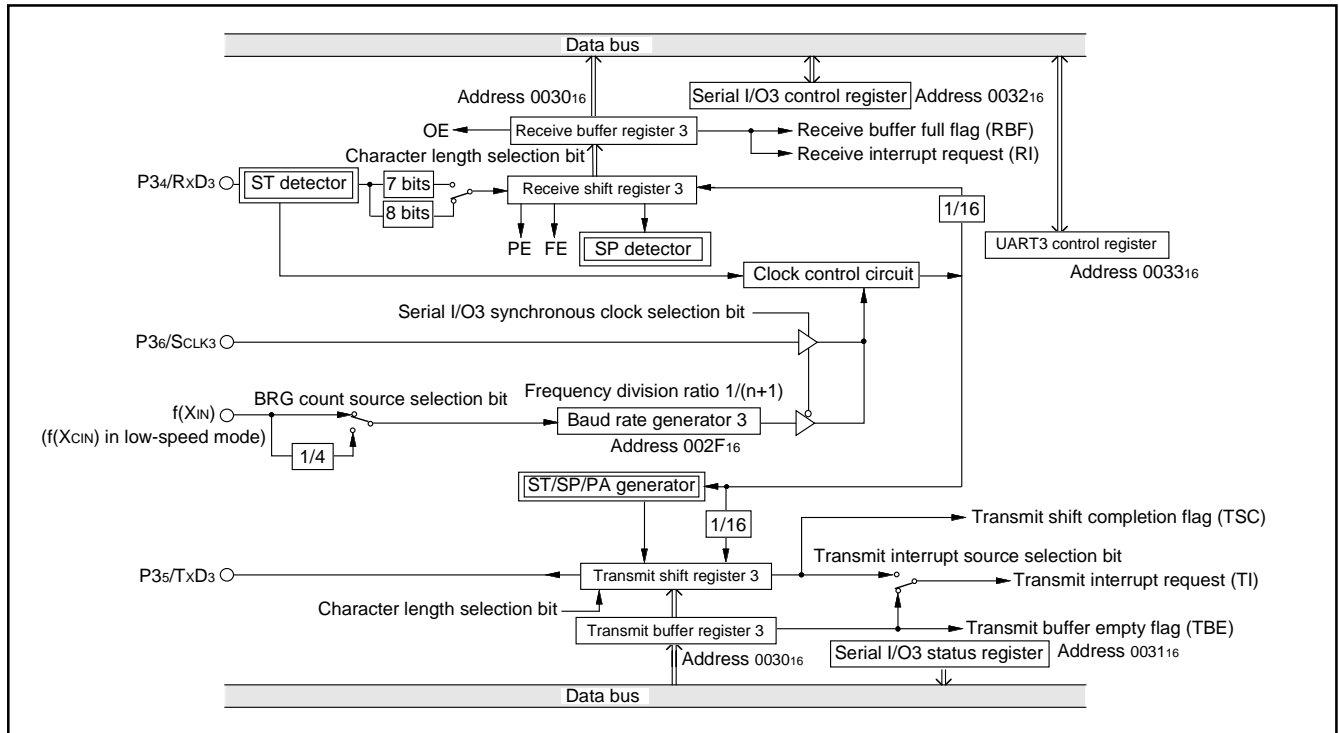 Data bus
Address 0030₁₆
Serial I/O3 control register Address 0032₁₆
OE
Receive buffer register 3
Receive buffer full flag (RBF)
Receive interrupt request (RI)
Character length selection bit
P3₄/RxD₃
ST detector
7 bits
8 bits
Receive shift register 3
1/16
PE
FE
SP detector
UART3 control register
Address 0033₁₆
Clock control circuit
Serial I/O3 synchronous clock selection bit
P3₆/SCLK3
BRG count source selection bit
Frequency division ratio 1/(n+1)
f(XIN)
(f(XCIN) in low-speed mode)
1/4
Baud rate generator 3
Address 002F₁₆
ST/SP/PA generator
1/16
Transmit shift completion flag (TSC)
Transmit interrupt source selection bit
P3₅/TxD₃
Transmit shift register 3
Transmit interrupt request (TI)
Character length selection bit
Transmit buffer register 3
Transmit buffer empty flag (TBE)
Address 0030₁₆
Serial I/O3 status register Address 0031₁₆
Data bus